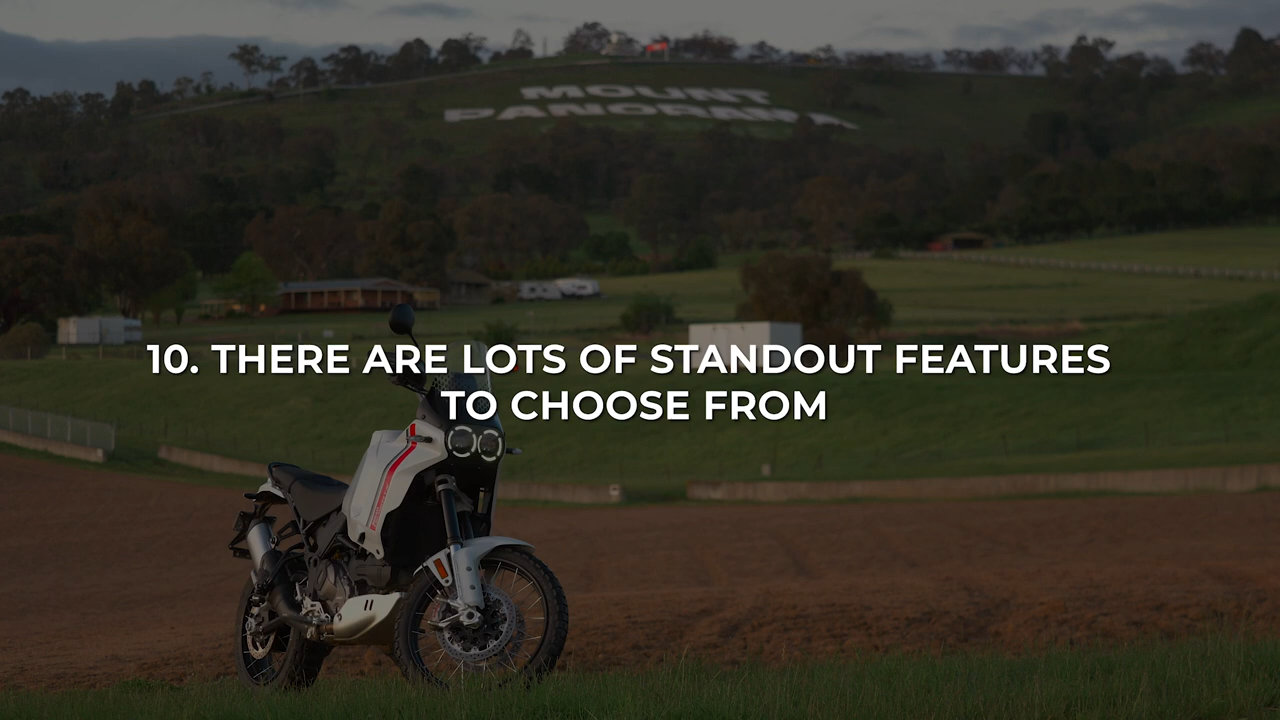 MOUNT
PANORAMA
10. THERE ARE LOTS OF STANDOUT FEATURES
TO CHOOSE FROM